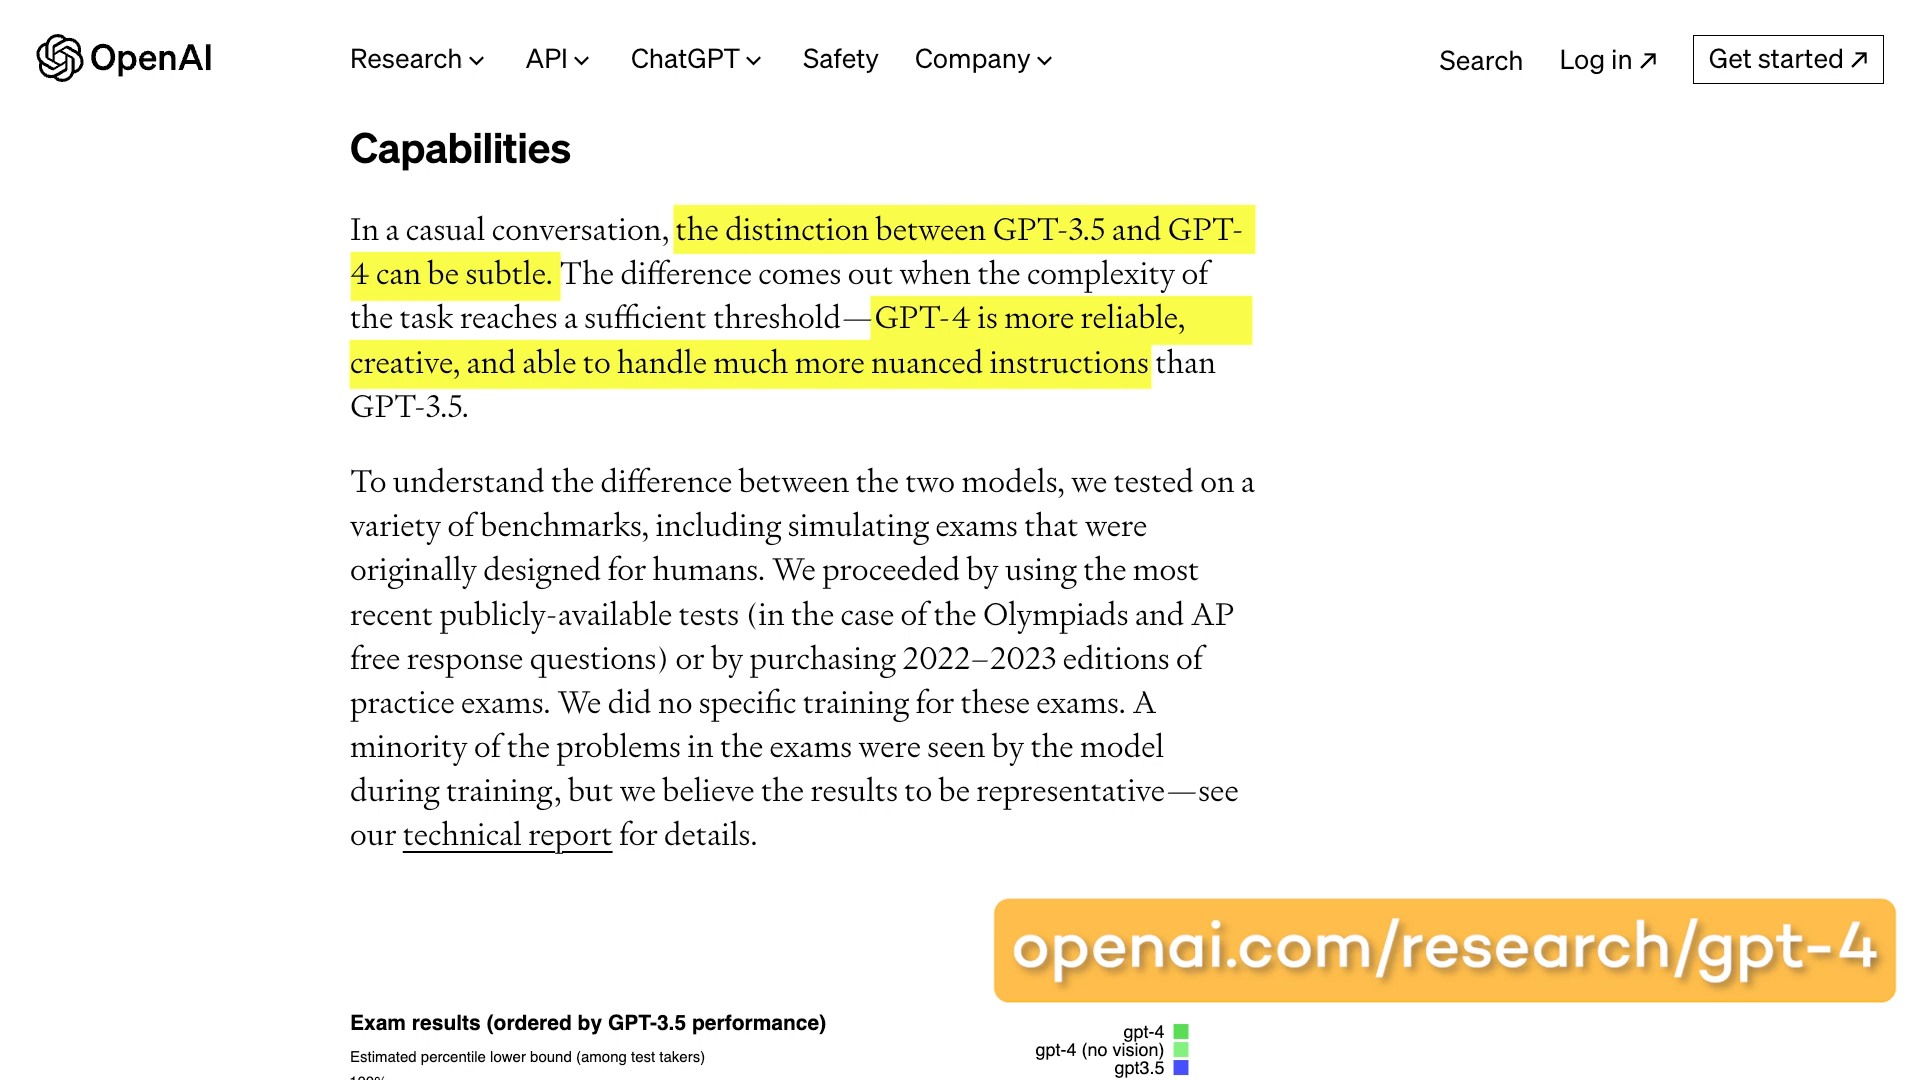 OpenAI
Research API ChatGPT Safety Company
Search Log in ↗ Get started ↗
Capabilities
In a casual conversation, the distinction between GPT-3.5 and GPT-
4 can be subtle. The difference comes out when the complexity of
the task reaches a sufficient threshold—GPT-4 is more reliable,
creative, and able to handle much more nuanced instructions than
GPT-3.5.
To understand the difference between the two models, we tested on a
variety of benchmarks, including simulating exams that were
originally designed for humans. We proceeded by using the most
recent publicly-available tests (in the case of the Olympiads and AP
free response questions) or by purchasing 2022–2023 editions of
practice exams. We did no specific training for these exams. A
minority of the problems in the exams were seen by the model
during training, but we believe the results to be representative—see
our technical report for details.
openai.com/research/gpt-4
Exam results (ordered by GPT-3.5 performance)
Estimated percentile lower bound (among test takers)
100%
gpt-4
gpt-4 (no vision)
gpt3.5